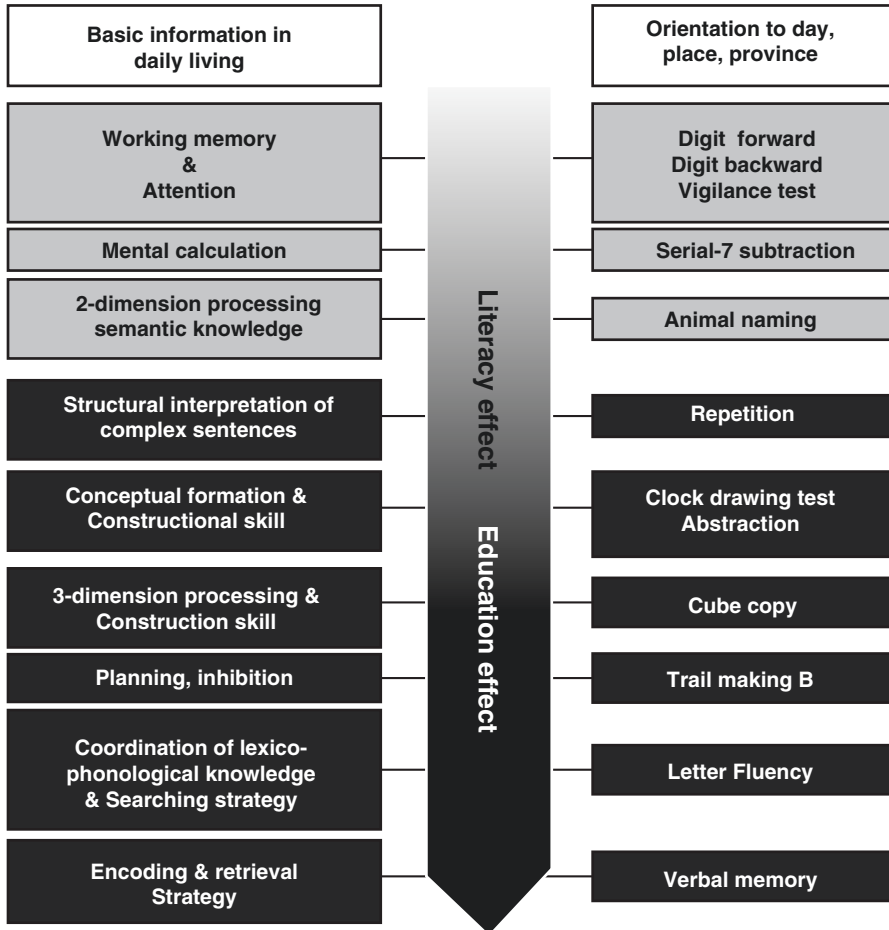 Basic information in
daily living
Orientation to day,
place, province
Working memory
&
Attention
Digit forward
Digit backward
Vigilance test
Mental calculation
Serial-7 subtraction
2-dimension processing
semantic knowledge
Animal naming
Literacy effect
Structural interpretation of
complex sentences
Repetition
Conceptual formation &
Constructional skill
Clock drawing test
Abstraction
Education effect
3-dimension processing &
Construction skill
Cube copy
Planning, inhibition
Trail making B
Coordination of lexico-
phonological knowledge
& Searching strategy
Letter Fluency
Encoding & retrieval
Strategy
Verbal memory